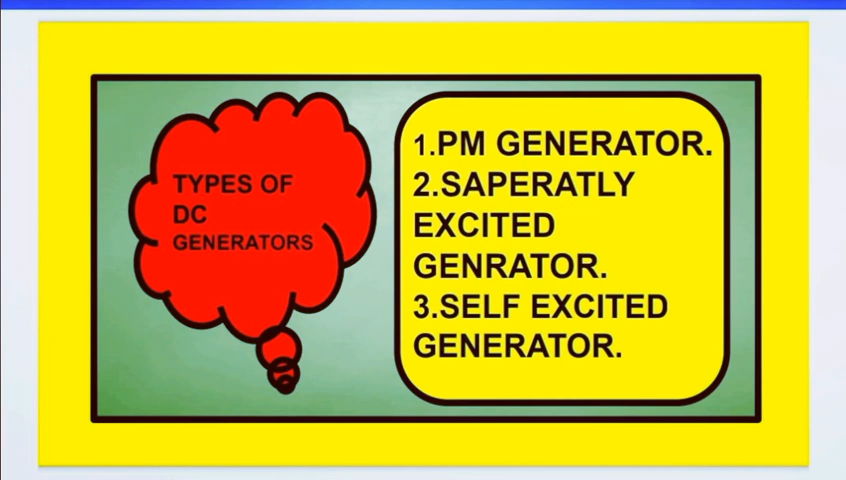 TYPES OF
DC
GENERATORS
1.PM GENERATOR.
2.SAPERATLY
EXCITED
GENRATOR.
3.SELF EXCITED
GENERATOR.